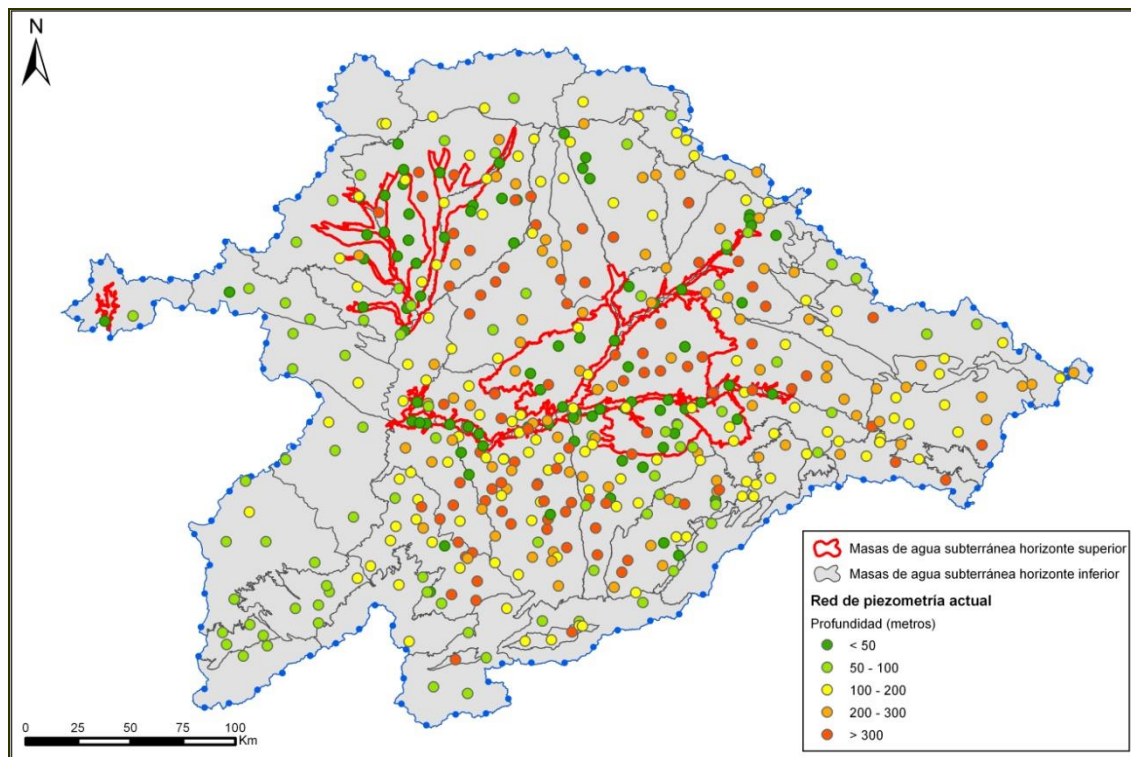 N
Masas de agua subterránea horizonte superior
Masas de agua subterránea horizonte inferior
Red de piezometría actual
Profundidad (metros)
< 50
50 - 100
100 - 200
200 - 300
> 300
0 25 50 75 100
Km